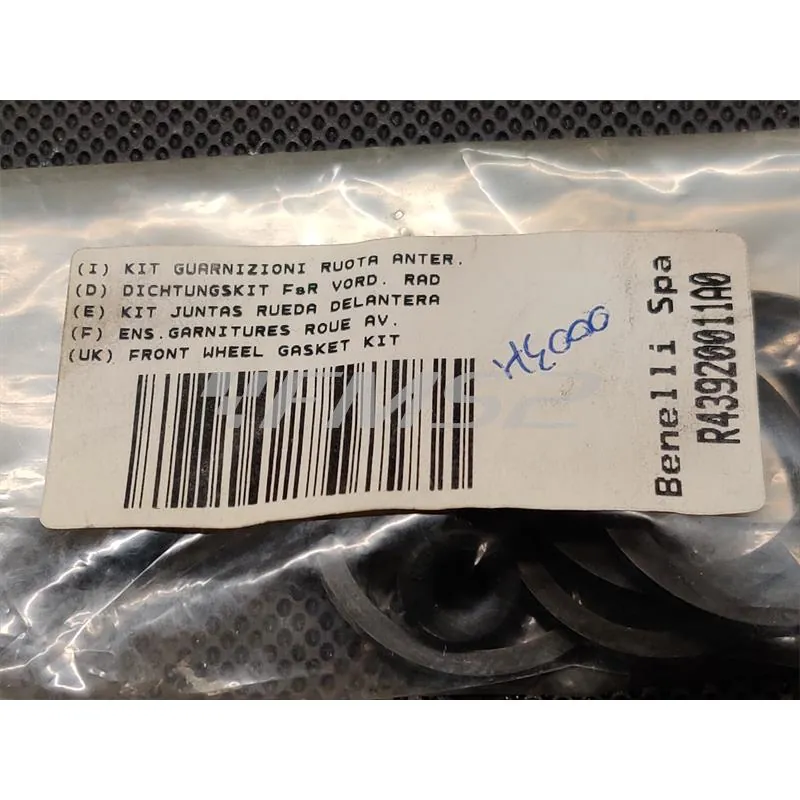 (I) KIT GUARNIZIONI RUOTA ANTER.
(D) DICHTUNGSKIT F&R VORD. RAD
(E) KIT JUNTAS RUEDA DELANTERA
(F) ENS.GARNITURES ROUE AV.
(UK) FRONT WHEEL GASKET KIT
Benelli Spa
R43920011A0